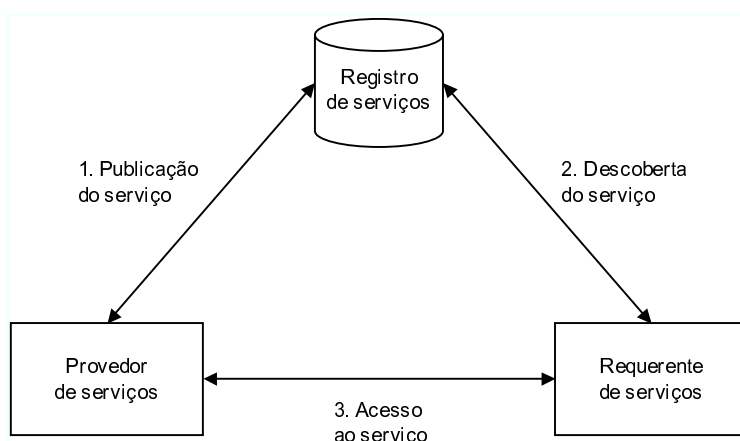 Registro
de serviços
1. Publicação
do serviço
2. Descoberta
do serviço
Provedor
de serviços
Requerente
de serviços
3. Acesso
ao serviço